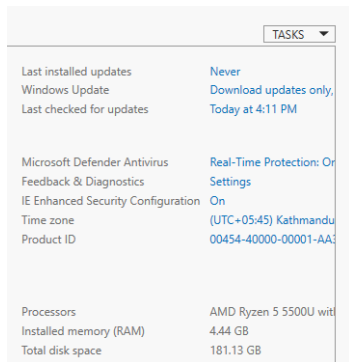 TASKS
Last installed updates Never
Windows Update Download updates only,
Last checked for updates Today at 4:11 PM
Microsoft Defender Antivirus Real-Time Protection: On
Feedback & Diagnostics Settings
IE Enhanced Security Configuration On
Time zone (UTC+05:45) Kathmandu
Product ID 00454-40000-00001-AA3
Processors AMD Ryzen 5 5500U with
Installed memory (RAM) 4.44 GB
Total disk space 181.13 GB